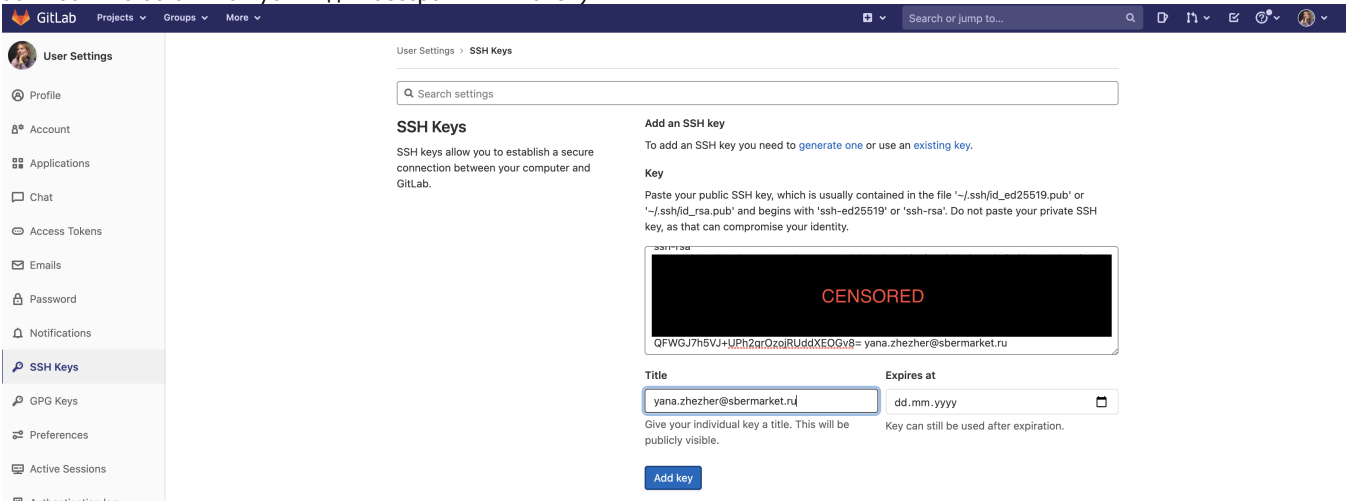 GitLab Projects Groups More Search or jump to...
User Settings
Profile
Account
Applications
Chat
Access Tokens
Emails
Password
Notifications
SSH Keys
GPG Keys
Preferences
Active Sessions
User Settings > SSH Keys
Search settings
SSH Keys
SSH keys allow you to establish a secure
connection between your computer and
GitLab.
Add an SSH key
To add an SSH key you need to generate one or use an existing key.
Key
Paste your public SSH key, which is usually contained in the file '~/.ssh/id_ed25519.pub' or
'~/.ssh/id_rsa.pub' and begins with 'ssh-ed25519' or 'ssh-rsa'. Do not paste your private SSH
key, as that can compromise your identity.
ssh-rsa
CENSORED
QFWGJ7h5VJ+UPh2qrOzojRUddXEOGv8= yana.zhezher@sbermarket.ru
Title
yana.zhezher@sbermarket.ru
Give your individual key a title. This will be
publicly visible.
Expires at
dd.mm.yyyy
Key can still be used after expiration.
Add key